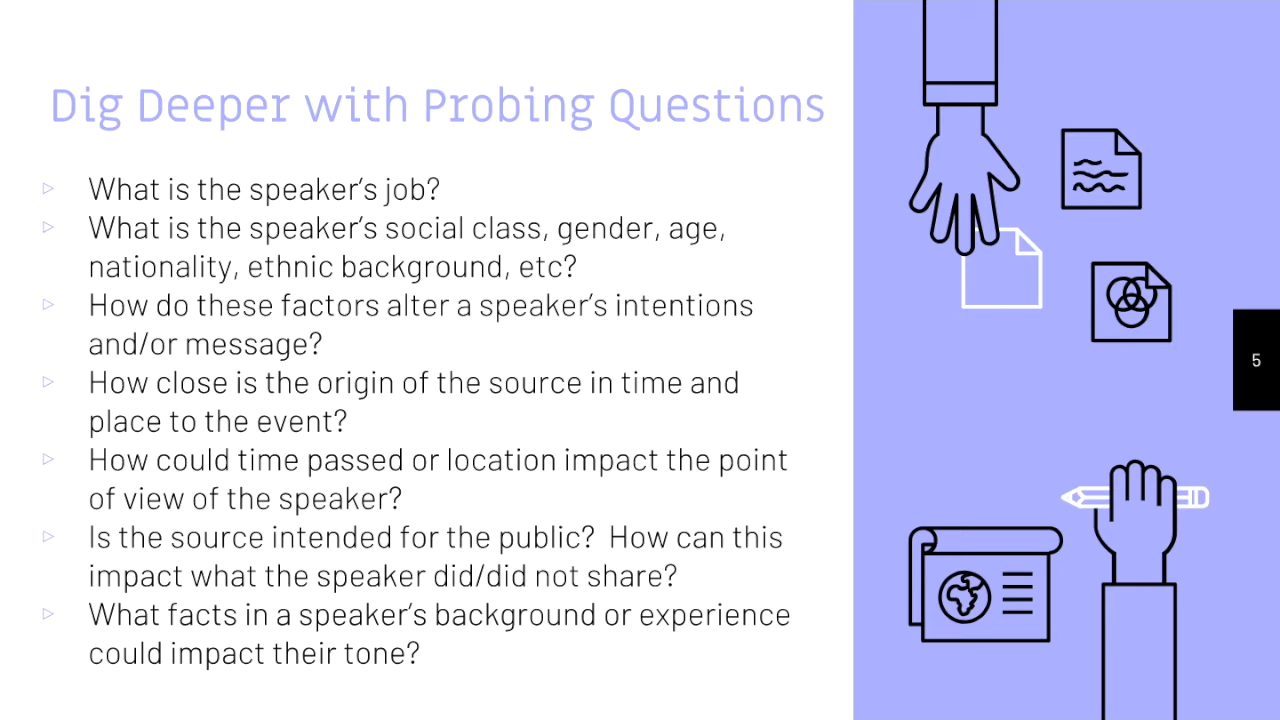 Dig Deeper with Probing Questions
▷ What is the speaker’s job?
▷ What is the speaker’s social class, gender, age,
nationality, ethnic background, etc?
▷ How do these factors alter a speaker’s intentions
and/or message?
▷ How close is the origin of the source in time and
place to the event?
▷ How could time passed or location impact the point
of view of the speaker?
▷ Is the source intended for the public?  How can this
impact what the speaker did/did not share?
▷ What facts in a speaker’s background or experience
could impact their tone?
5